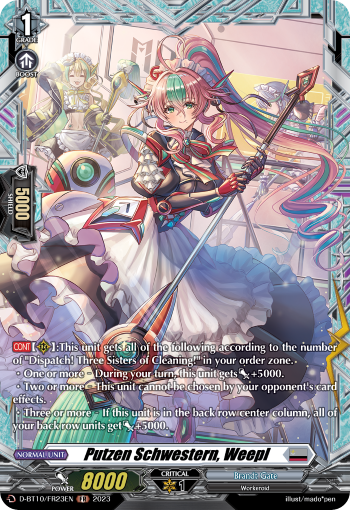 1
GRADE
BOOST
5000
SHIELD
CONT []:This unit gets all of the following according to the number
of "Dispatch! Three Sisters of Cleaning!" in your order zone.
・One or more - During your turn, this unit gets +5000.
・Two or more - This unit cannot be chosen by your opponent's card
effects.
・Three or more - If this unit is in the back row center column, all of
your back row units get +5000.
NORMAL UNIT
Putzen Schwestern, Weepl
POWER 8000
CRITICAL
1
Brandt Gate
Workeroid
D-BT10/FR23EN FR 2023
illust/mado*pen